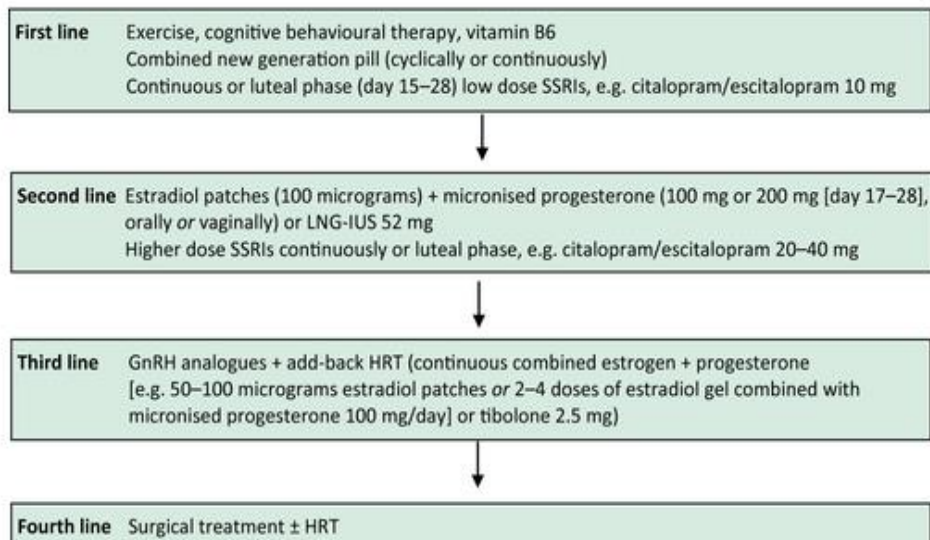 First line Exercise, cognitive behavioural therapy, vitamin B6
Combined new generation pill (cyclically or continuously)
Continuous or luteal phase (day 15–28) low dose SSRIs, e.g. citalopram/escitalopram 10 mg
Second line Estradiol patches (100 micrograms) + micronised progesterone (100 mg or 200 mg [day 17–28],
orally or vaginally) or LNG-IUS 52 mg
Higher dose SSRIs continuously or luteal phase, e.g. citalopram/escitalopram 20–40 mg
Third line GnRH analogues + add-back HRT (continuous combined estrogen + progesterone
[e.g. 50–100 micrograms estradiol patches or 2–4 doses of estradiol gel combined with
micronised progesterone 100 mg/day] or tibolone 2.5 mg)
Fourth line Surgical treatment ± HRT